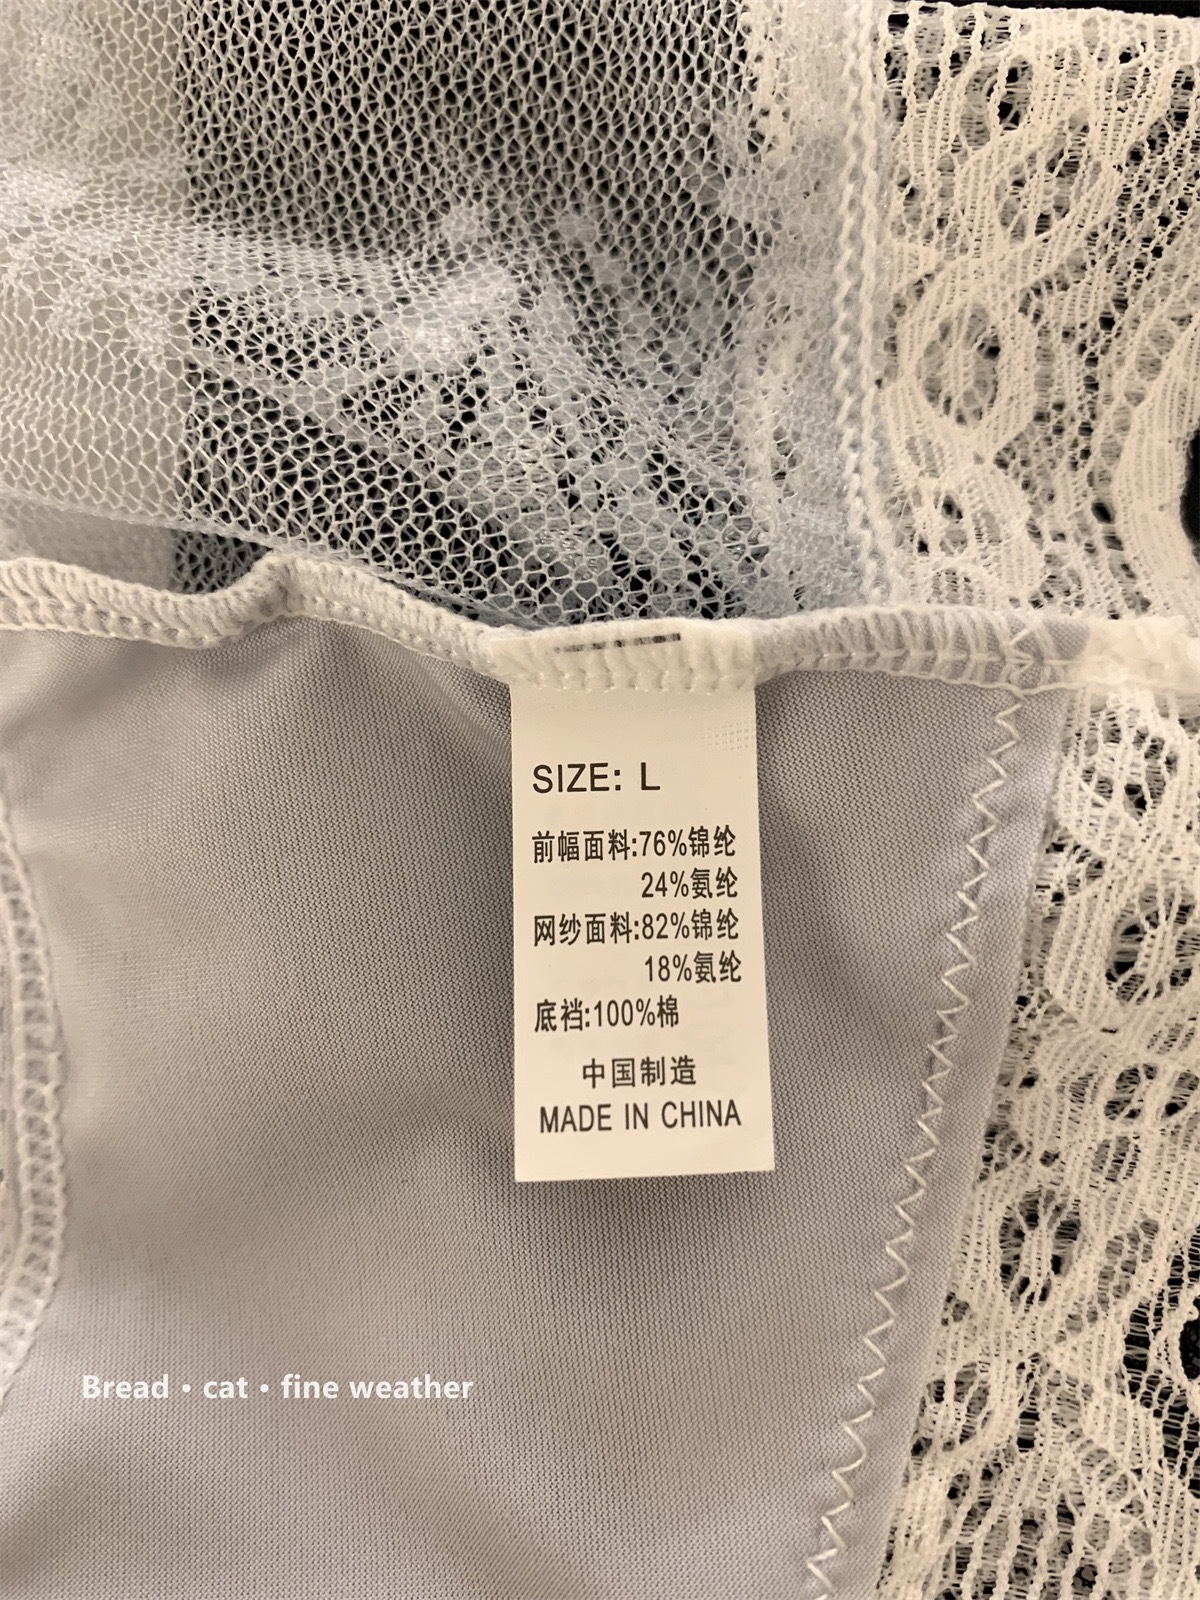 SIZE: L
前幅面料:76%锦纶
24%氨纶
网纱面料:82%锦纶
18%氨纶
底裆:100%棉
中国制造
MADE IN CHINA
Bread • cat • fine weather